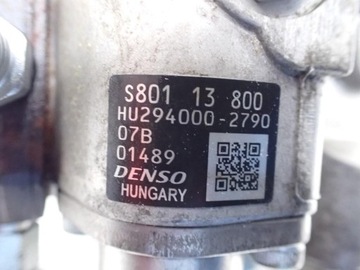 S801 13 800
HU294000-2790
07B
01489
DENSO
HUNGARY